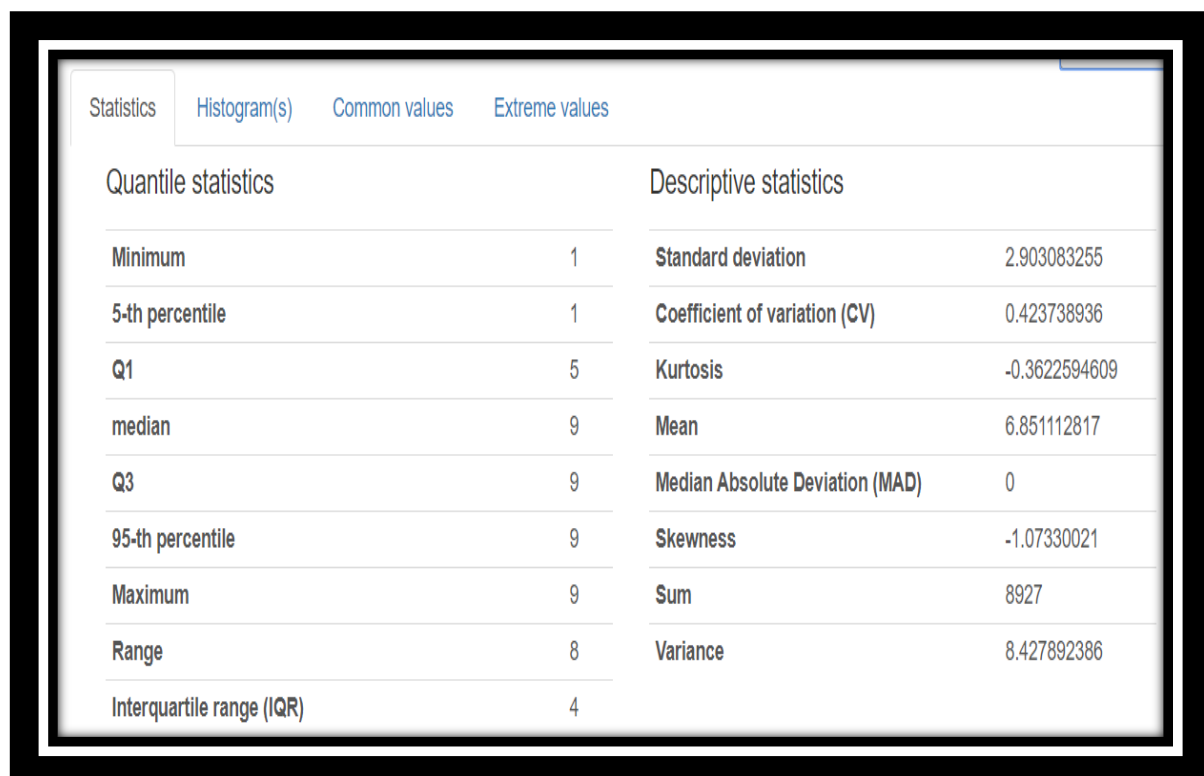 Statistics Histogram(s) Common values Extreme values
Quantile statistics
Minimum 1
5-th percentile 1
Q1 5
median 9
Q3 9
95-th percentile 9
Maximum 9
Range 8
Interquartile range (IQR) 4
Descriptive statistics
Standard deviation 2.903083255
Coefficient of variation (CV) 0.423738936
Kurtosis -0.3622594609
Mean 6.851112817
Median Absolute Deviation (MAD) 0
Skewness -1.07330021
Sum 8927
Variance 8.427892386